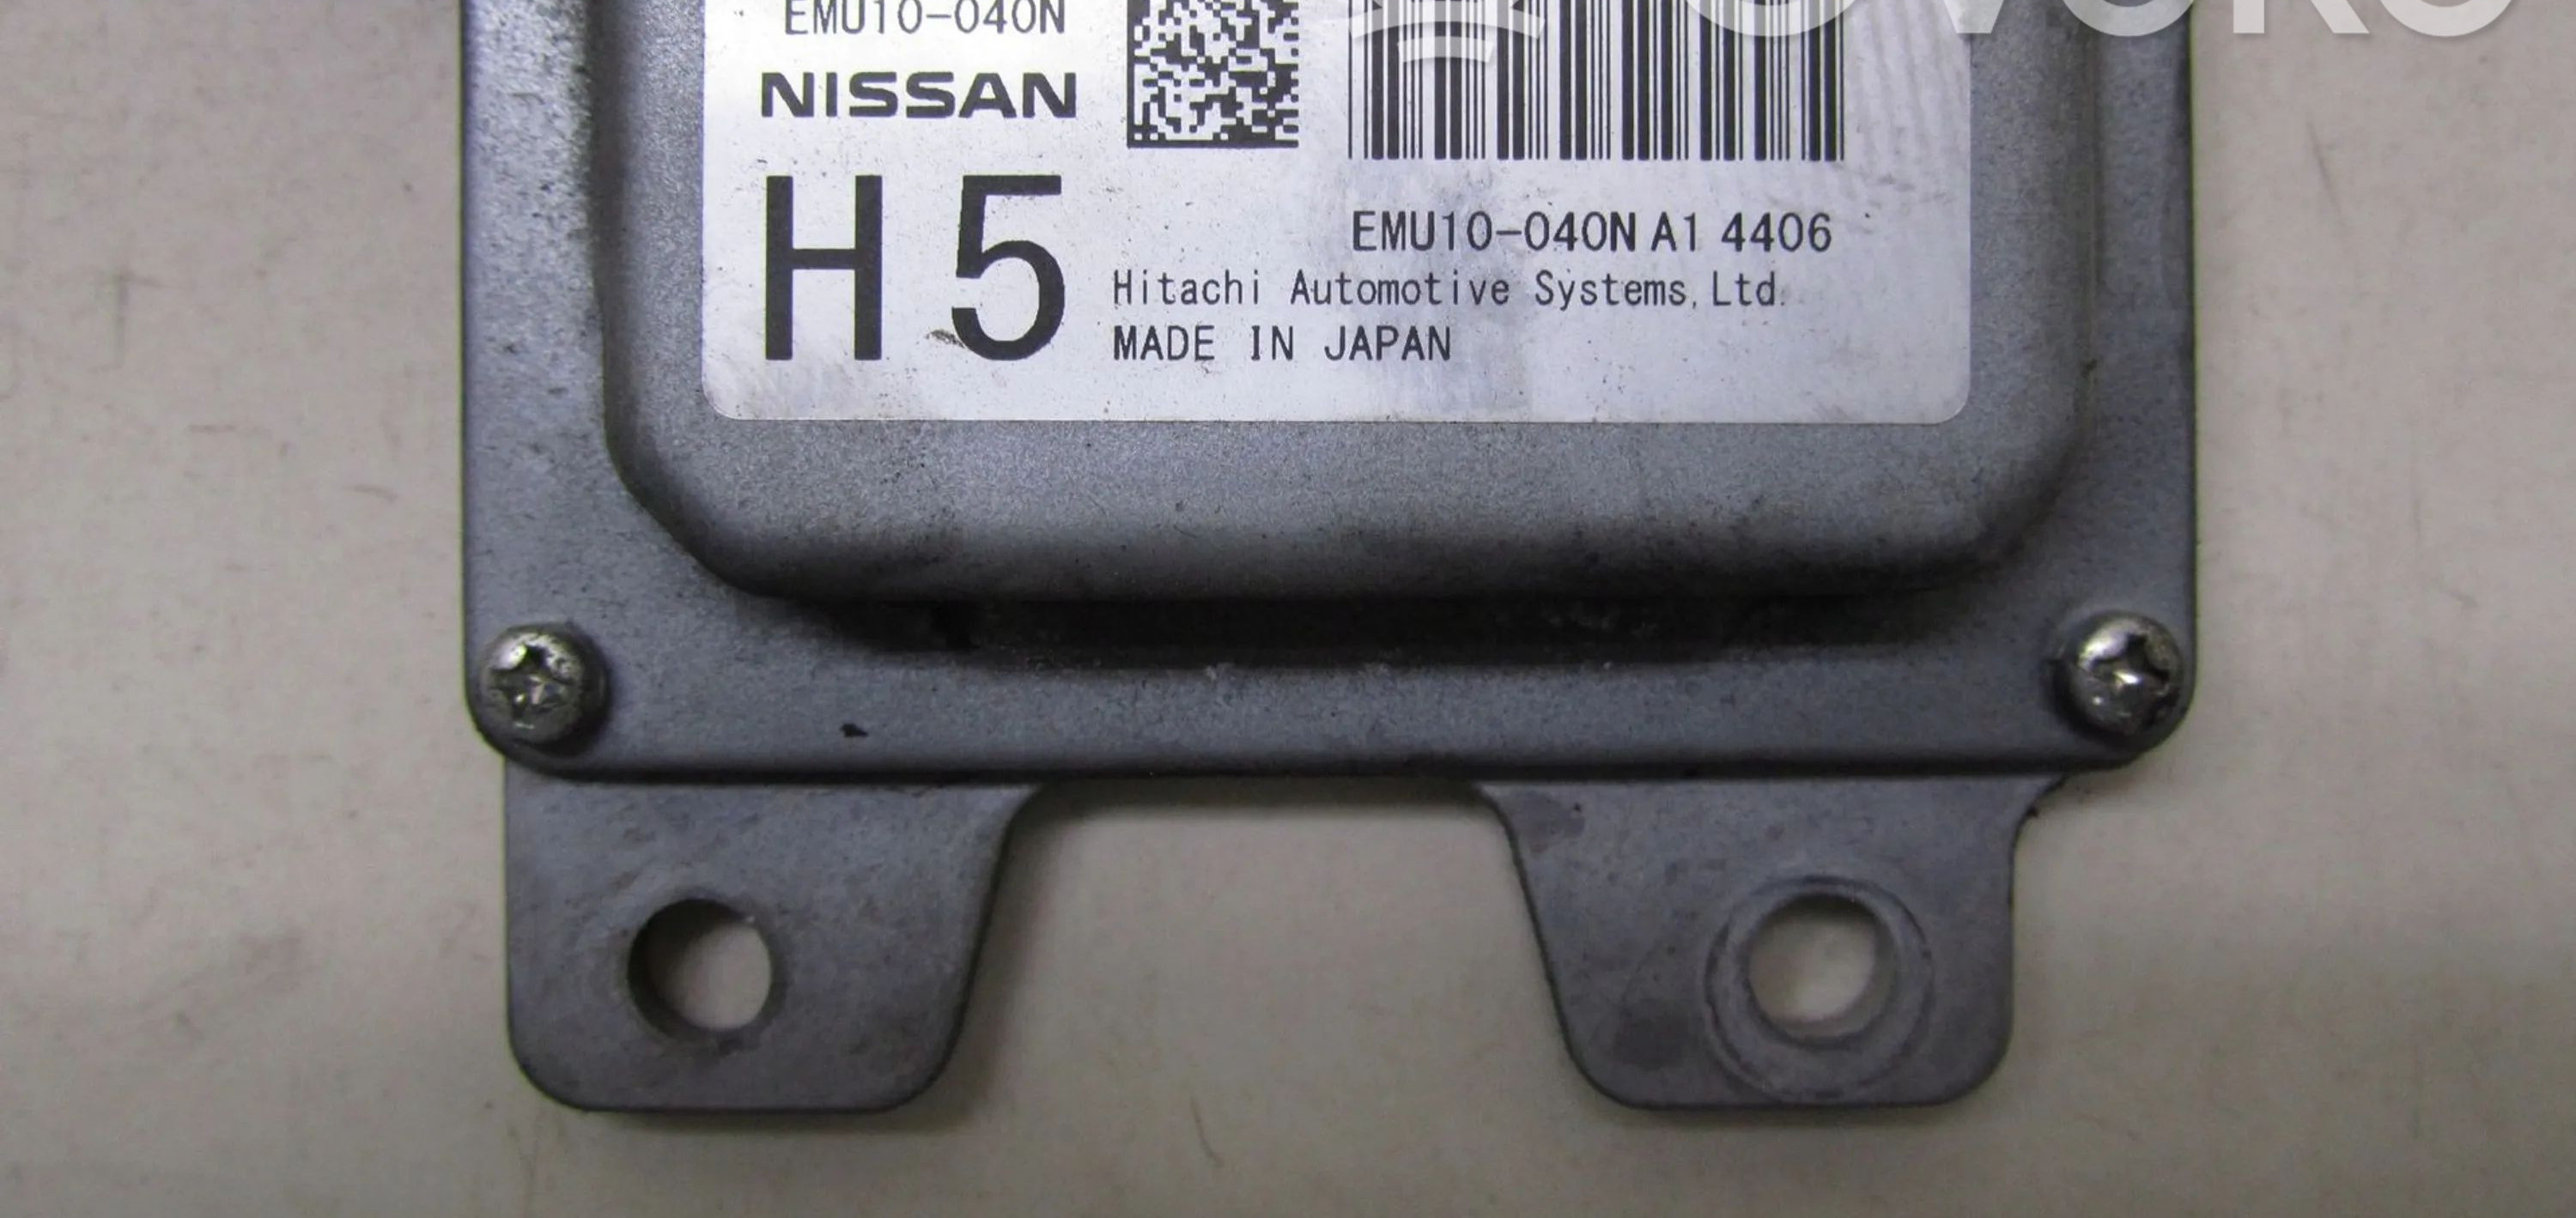 EMU10-040N
NISSAN
H5
EMU10-040N A1 4406
Hitachi Automotive Systems, Ltd.
MADE IN JAPAN